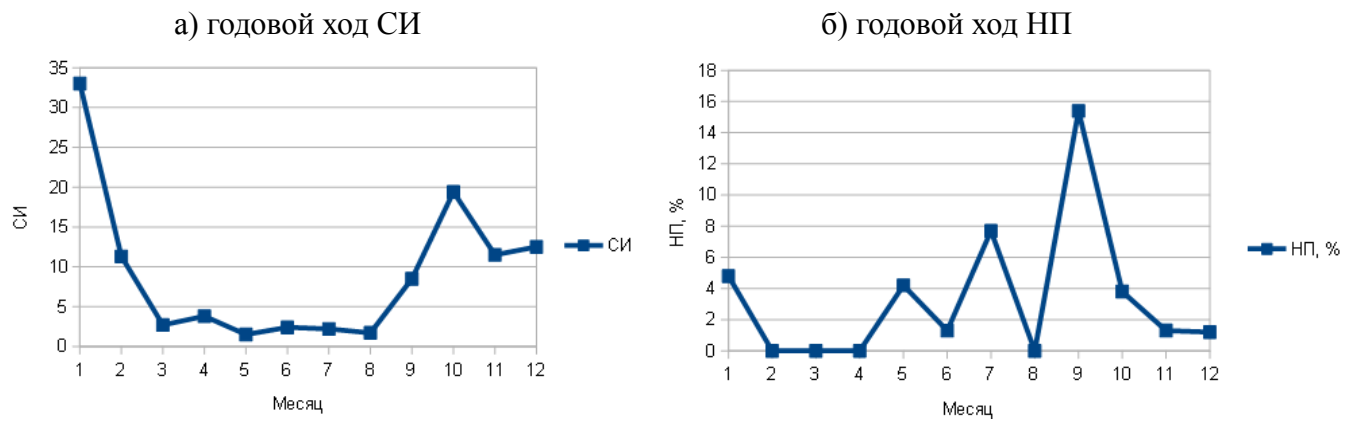 а) годовой ход СИ
35
30
25
20
15
10
5
0
1 2 3 4 5 6 7 8 9 10 11 12
СИ
Месяц
СИ
б) годовой ход НП
18
16
14
12
10
8
6
4
2
0
1 2 3 4 5 6 7 8 9 10 11 12
НП, %
Месяц
НП, %